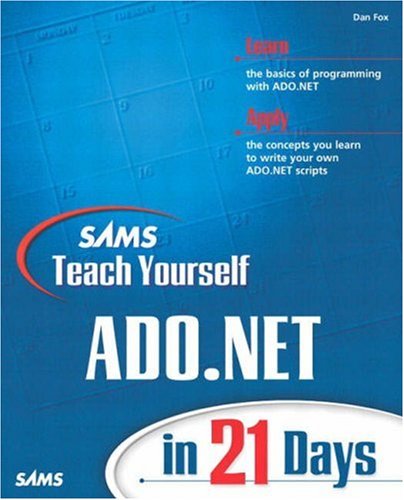 Dan Fox
Learn
the basics of programming
with ADO.NET
Apply
the concepts you learn
to write your own
ADO.NET scripts
SAMS
Teach Yourself
ADO.NET
in 21 Days
SAMS